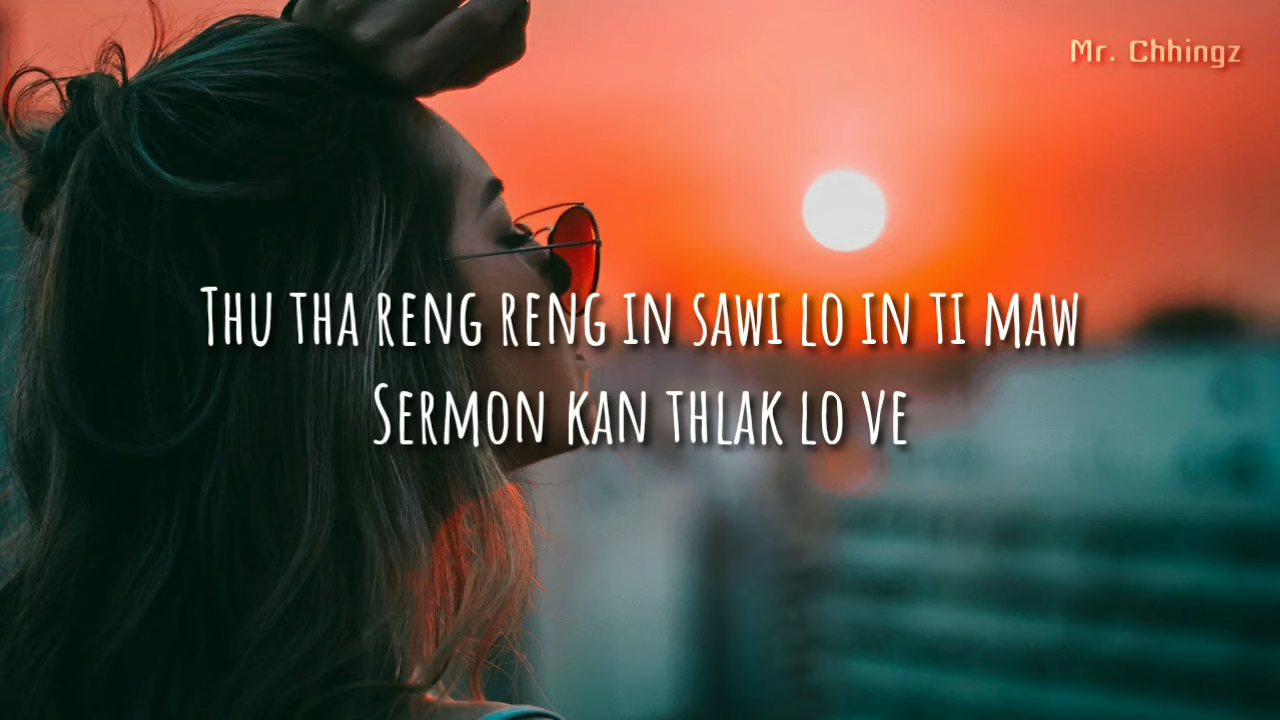 Mr. Chhingz
THU THA RENG RENG IN SAWI LO IN TI MAW
SERMON KAN THLAK LO VE